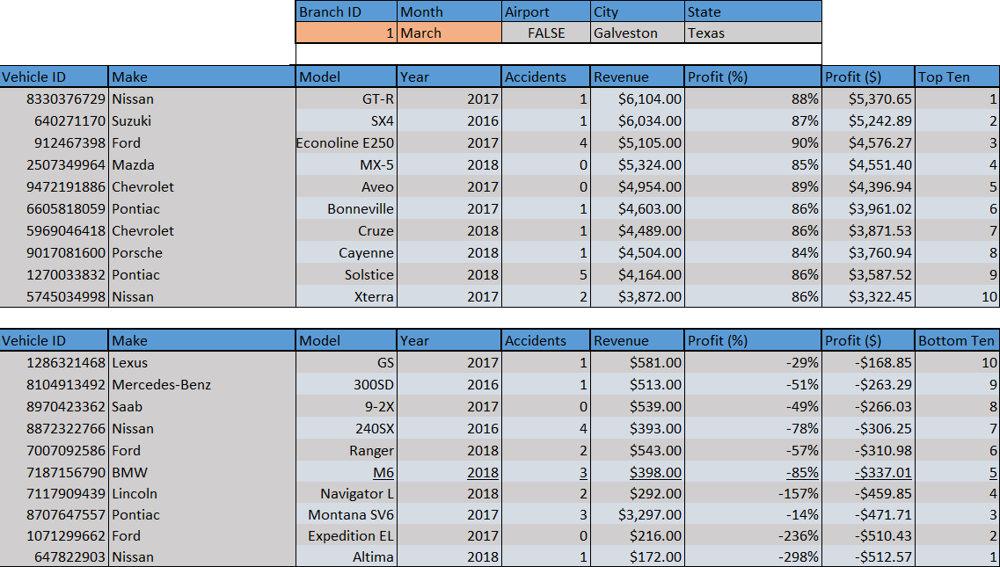 Branch ID Month Airport City State
1 March FALSE Galveston Texas
Vehicle ID Make Model Year Accidents Revenue Profit (%) Profit ($) Top Ten
8330376729 Nissan GT-R 2017 1 $6,104.00 88% $5,370.65 1
640271170 Suzuki SX4 2016 1 $6,034.00 87% $5,242.89 2
912467398 Ford Econoline E250 2017 4 $5,105.00 90% $4,576.27 3
2507349964 Mazda MX-5 2018 0 $5,324.00 85% $4,551.40 4
9472191886 Chevrolet Aveo 2017 0 $4,954.00 89% $4,396.94 5
6605818059 Pontiac Bonneville 2017 1 $4,603.00 86% $3,961.02 6
5969046418 Chevrolet Cruze 2018 1 $4,489.00 86% $3,871.53 7
9017081600 Porsche Cayenne 2018 1 $4,504.00 84% $3,760.94 8
1270033832 Pontiac Solstice 2018 5 $4,164.00 86% $3,587.52 9
5745034998 Nissan Xterra 2017 2 $3,872.00 86% $3,322.45 10
Vehicle ID Make Model Year Accidents Revenue Profit (%) Profit ($) Bottom Ten
1286321468 Lexus GS 2017 1 $581.00 -29% -$168.85 10
8104913492 Mercedes-Benz 300SD 2016 1 $513.00 -51% -$263.29 9
8970423362 Saab 9-2X 2017 0 $539.00 -49% -$266.03 8
8872322766 Nissan 240SX 2016 4 $393.00 -78% -$306.25 7
7007092586 Ford Ranger 2018 2 $543.00 -57% -$310.98 6
7187156790 BMW M6 2018 3 $398.00 -85% -$337.01 5
7117909439 Lincoln Navigator L 2018 2 $292.00 -157% -$459.85 4
8707647557 Pontiac Montana SV6 2017 3 $3,297.00 -14% -$471.71 3
1071299662 Ford Expedition EL 2017 0 $216.00 -236% -$510.43 2
647822903 Nissan Altima 2018 1 $172.00 -298% -$512.57 1